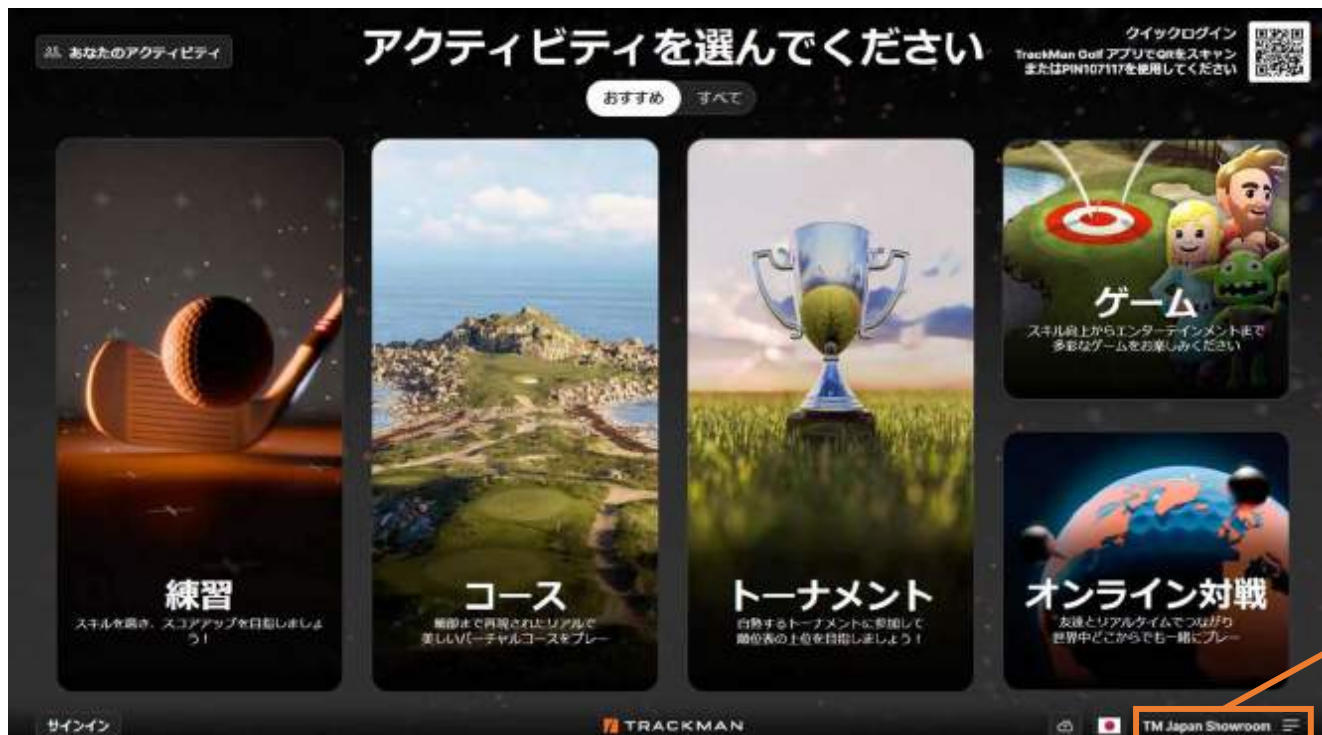 あなたのアクティビティ
アクティビティを選んでください
クイックログイン
TrackMan Golf アプリでQRをスキャン
またはPIN107117を使用してください
おすすめ
すべて
練習
スキルを磨き、スコアアップを目指しましょ
う！
コース
細部まで再現されたリアルで
美しいバーチャルコースをプレー
トーナメント
白熱するトーナメントに参加して
順位表の上位を目指しましょう！
ゲーム
スキル向上からエンターテインメントまで
多彩なゲームをお楽しみください
オンライン対戦
友達とリアルタイムでつながり
世界中どこからでも一緒にプレー
サインイン
TRACKMAN
TM Japan Showroom